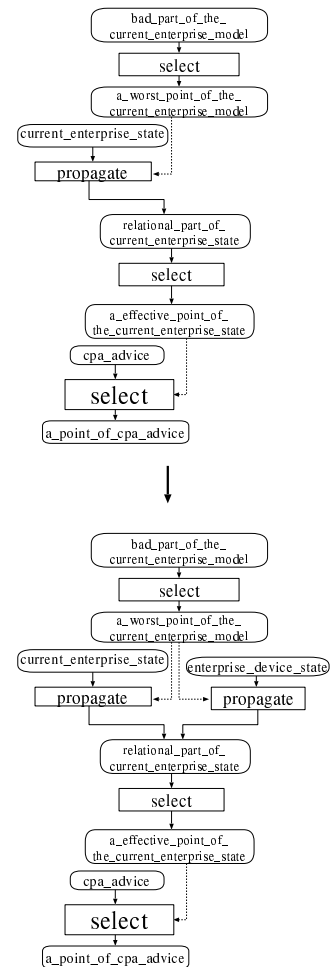 bad_part_of_the_
current_enterprise_model
select
a_worst_point_of_the_
current_enterprise_model
current_enterprise_state
propagate
relational_part_of_
current_enterprise_state
select
a_effective_point_of_
the_current_enterprise_state
cpa_advice
select
a_point_of_cpa_advice
bad_part_of_the_
current_enterprise_model
select
a_worst_point_of_the_
current_enterprise_model
current_enterprise_state
enterprise_device_state
propagate
propagate
relational_part_of_
current_enterprise_state
select
a_effective_point_of_
the_current_enterprise_state
cpa_advice
select
a_point_of_cpa_advice